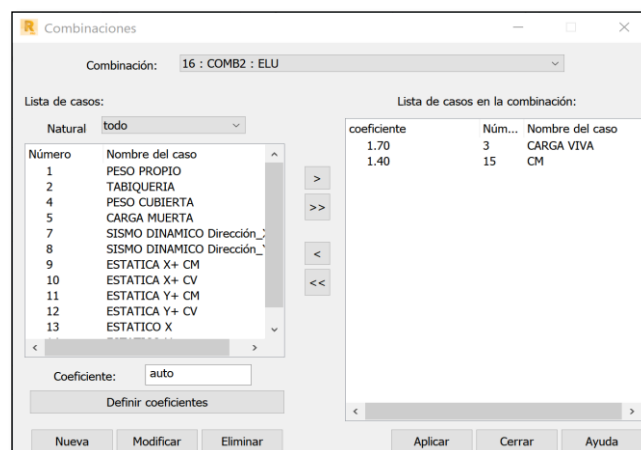 Combinaciones
Combinación: 16 : COMB2 : ELU
Lista de casos:
Natural todo
Número Nombre del caso
1 PESO PROPIO
2 TABIQUERIA
4 PESO CUBIERTA
5 CARGA MUERTA
7 SISMO DINAMICO Dirección_
8 SISMO DINAMICO Dirección_
9 ESTATICA X+ CM
10 ESTATICA X+ CV
11 ESTATICA Y+ CM
12 ESTATICA Y+ CV
13 ESTATICO X
Coeficiente: auto
Definir coeficientes
Nueva Modificar Eliminar
>
>>
<
<<
Lista de casos en la combinación:
coeficiente Núm... Nombre del caso
1.70 3 CARGA VIVA
1.40 15 CM
Aplicar Cerrar Ayuda